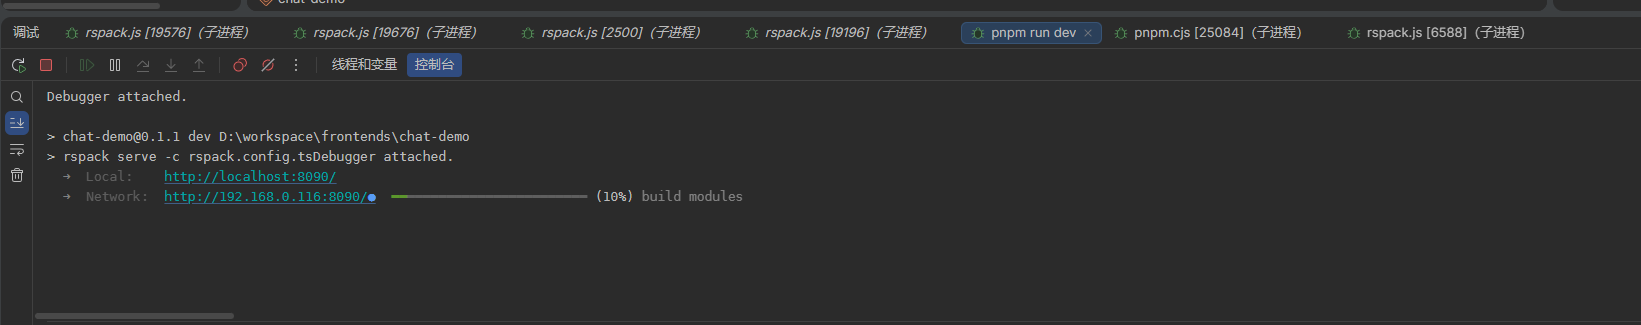 chat-demo
调试 rspack.js [19576]（子进程） rspack.js [19676]（子进程） rspack.js [2500]（子进程） rspack.js [19196]（子进程） pnpm run dev pnpm.cjs [25084]（子进程） rspack.js [6588]（子进程）
线程和变量 控制台
Debugger attached.
> chat-demo@0.1.1 dev D:\workspace\frontends\chat-demo
> rspack serve -c rspack.config.tsDebugger attached.
➜ Local: http://localhost:8090/
➜ Network: http://192.168.0.116:8090/● (10%) build modules